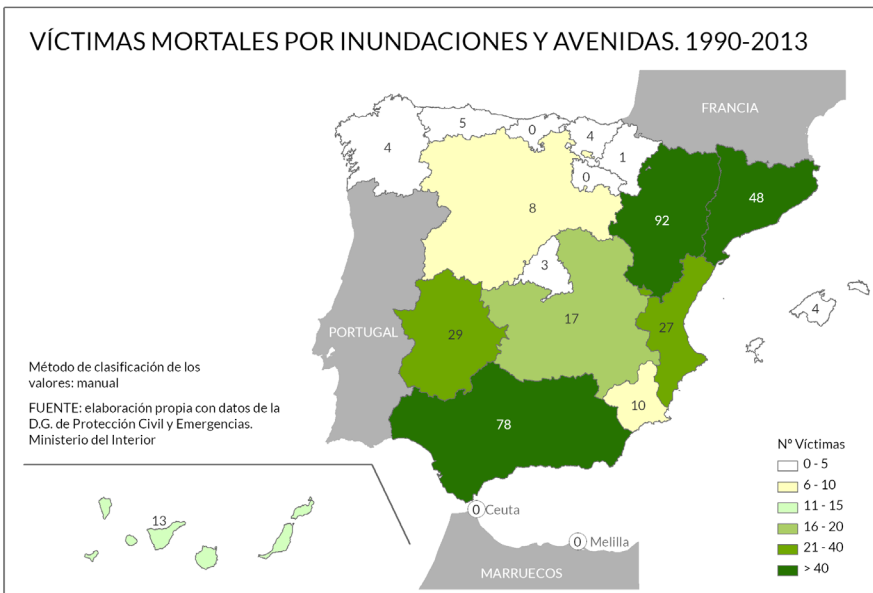 VÍCTIMAS MORTALES POR INUNDACIONES Y AVENIDAS. 1990-2013
FRANCIA
5
0
4
4
1
0
8
92
48
3
4
17
PORTUGAL
29
27
10
78
Método de clasificación de los
valores: manual
FUENTE: elaboración propia con datos de la
D.G. de Protección Civil y Emergencias.
Ministerio del Interior
Nº Víctimas
0 - 5
6 - 10
11 - 15
16 - 20
21 - 40
> 40
13
0 Ceuta
0 Melilla
MARRUECOS